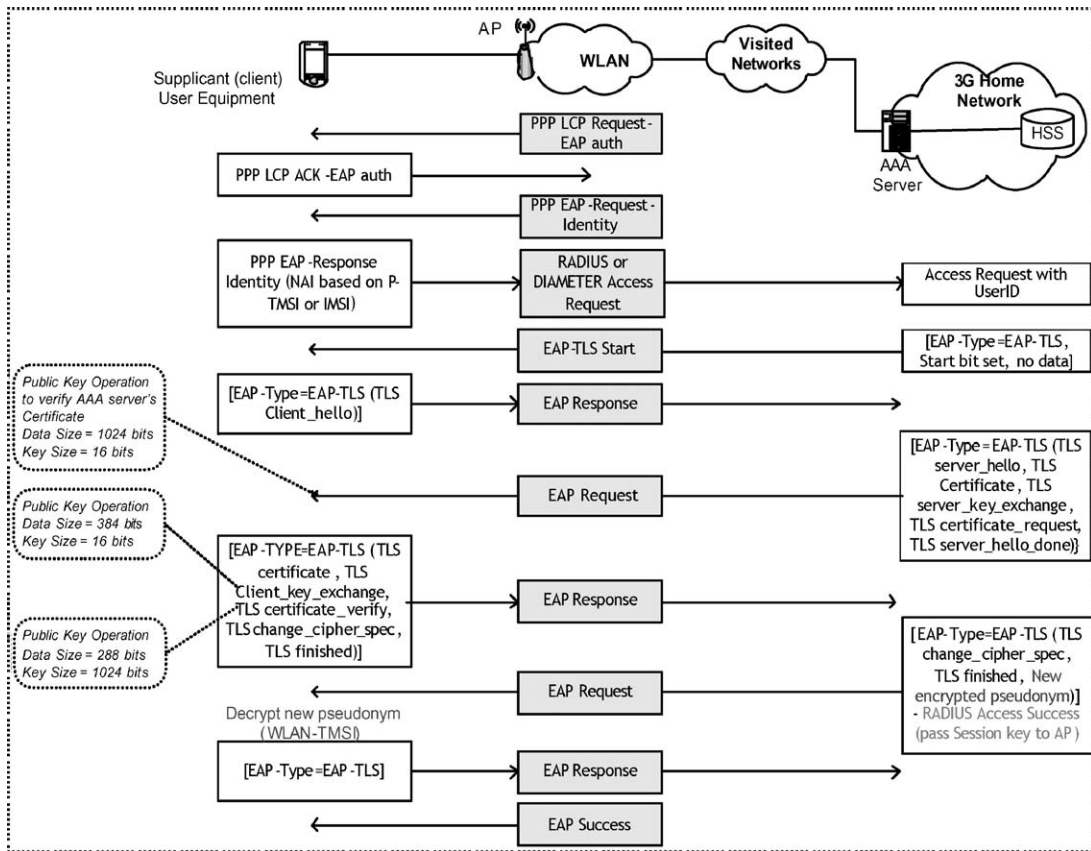 AP
WLAN
Visited
Networks
3G Home
Network
HSS
AAA
Server
Supplicant (client)
User Equipment
PPP LCP Request-
EAP auth
PPP LCP ACK -EAP auth
PPP EAP -Request -
Identity
PPP EAP -Response
Identity (NAI based on P-
TMSI or IMSI)
RADIUS or
DIAMETER Access
Request
Access Request with
UserID
EAP-TLS Start
[EAP -Type=EAP-TLS,
Start bit set, no data]
Public Key Operation
to verify AAA server's
Certificate
Data Size = 1024 bits
Key Size = 16 bits
[EAP-Type=EAP-TLS (TLS
Client_hello)]
EAP Response
EAP Request
[EAP -Type=EAP-TLS (TLS
server_hello, TLS
Certificate , TLS
server_key_exchange,
TLS certificate_request,
TLS server_hello_done)}
Public Key Operation
Data Size = 384 bits
Key Size = 16 bits
[EAP -TYPE=EAP-TLS ( TLS
certificate , TLS
Client_key_exchange,
TLS certificate_verify,
TLS change_cipher_spec,
TLS finished)]
EAP Response
Public Key Operation
Data Size = 288 bits
Key Size = 1024 bits
[EAP- Type=EAP -TLS (TLS
change_cipher_spec,
TLS finished, New
encrypted pseudonym)]
- RADIUS Access Success
(pass Session key to AP )
EAP Request
Decrypt new pseudonym
(WLAN-TMSI)
[EAP -Type=EAP-TLS]
EAP Response
EAP Success